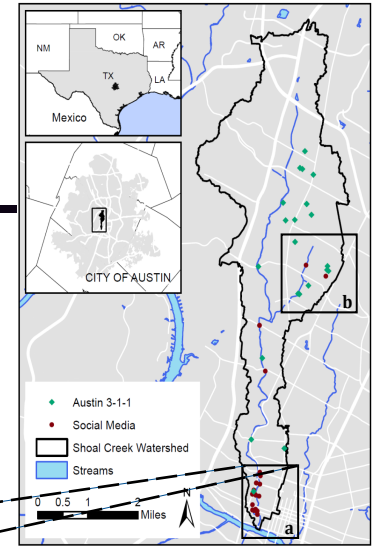 OK
NM
AR
TX
LA
Mexico
CITY OF AUSTIN
b
Austin 3-1-1
Social Media
Shoal Creek Watershed
Streams
N
0 0.5 1 2
Miles
a